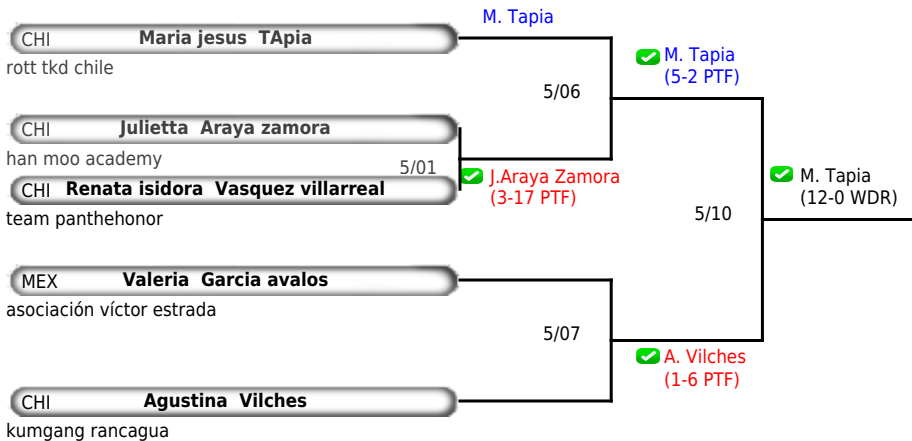 M. Tapia
CHI Maria jesus TApia
rott tkd chile
M. Tapia
(5-2 PTF)
5/06
CHI Julietta Araya zamora
han moo academy
5/01
J.Araya Zamora
(3-17 PTF)
M. Tapia
(12-0 WDR)
CHI Renata isidora Vasquez villarreal
team panthehonor
5/10
MEX Valeria Garcia avalos
asociación víctor estrada
5/07
A. Vilches
(1-6 PTF)
CHI Agustina Vilches
kumgang rancagua